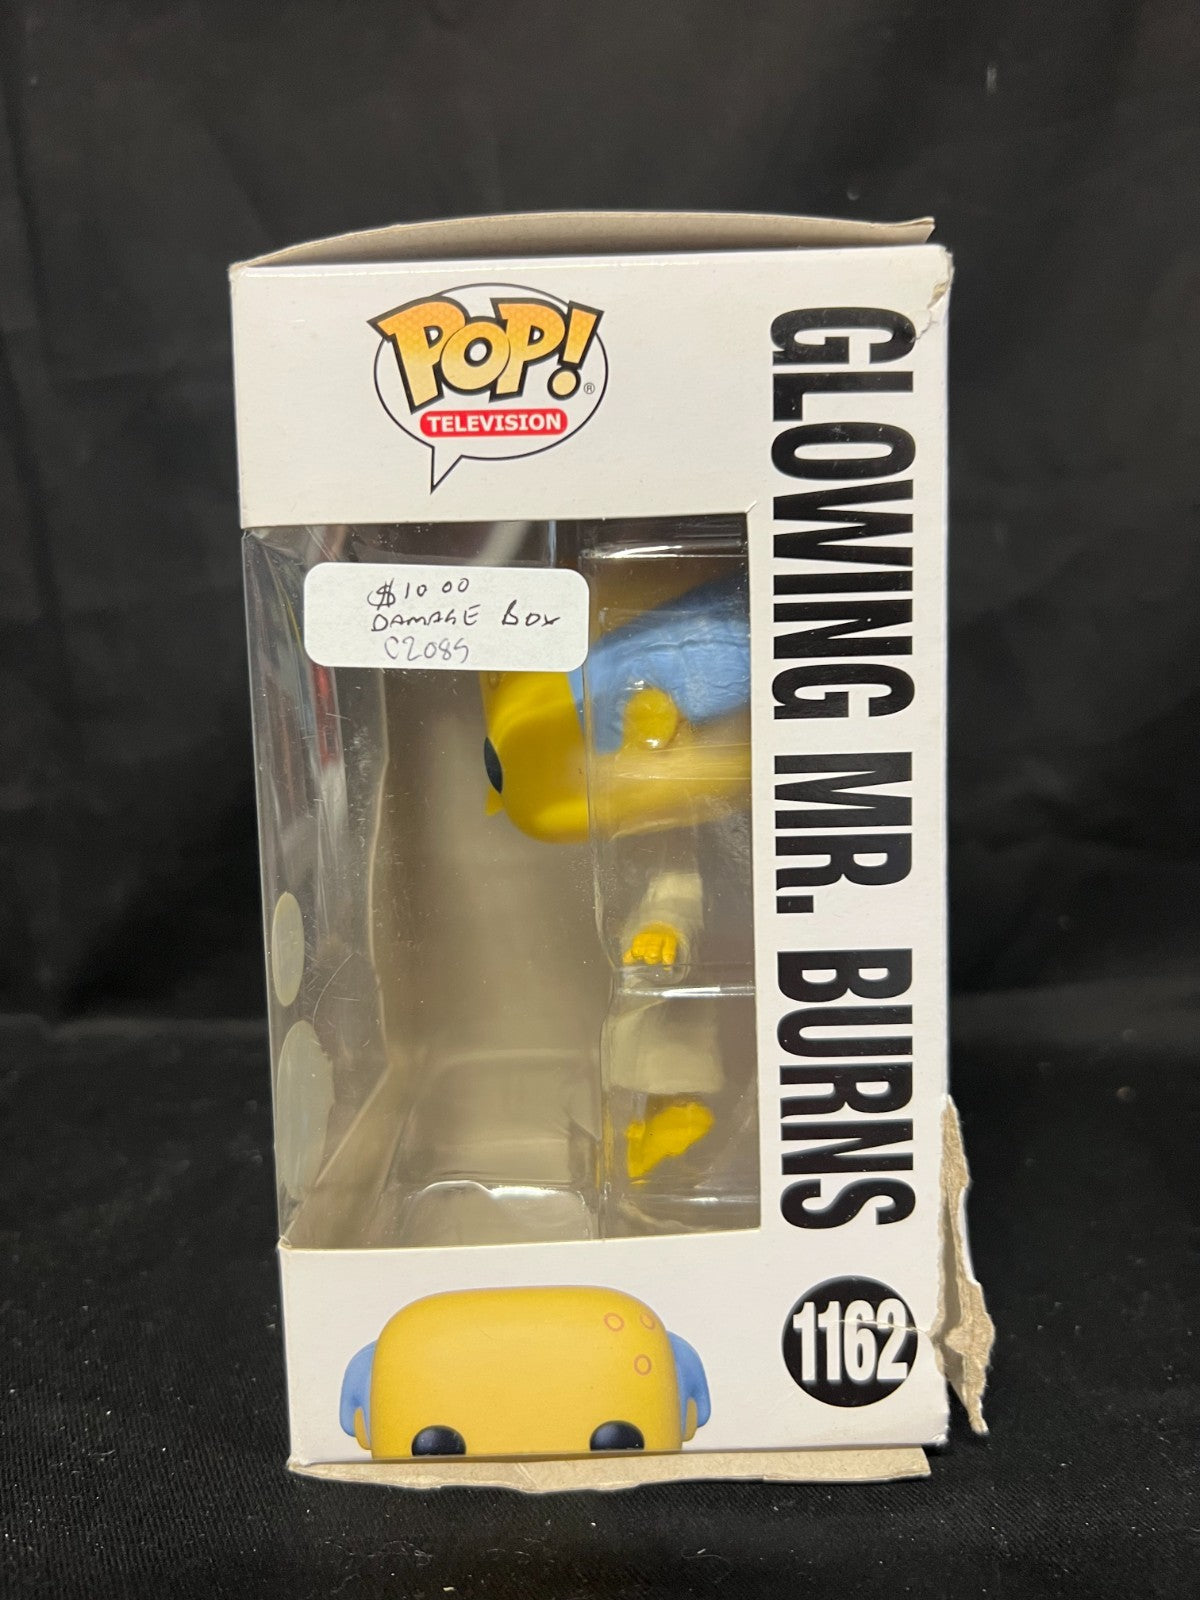 POP!
®
TELEVISION
$10 00
DAMAGE BOX
C2085
GLOWING MR. BURNS
1162